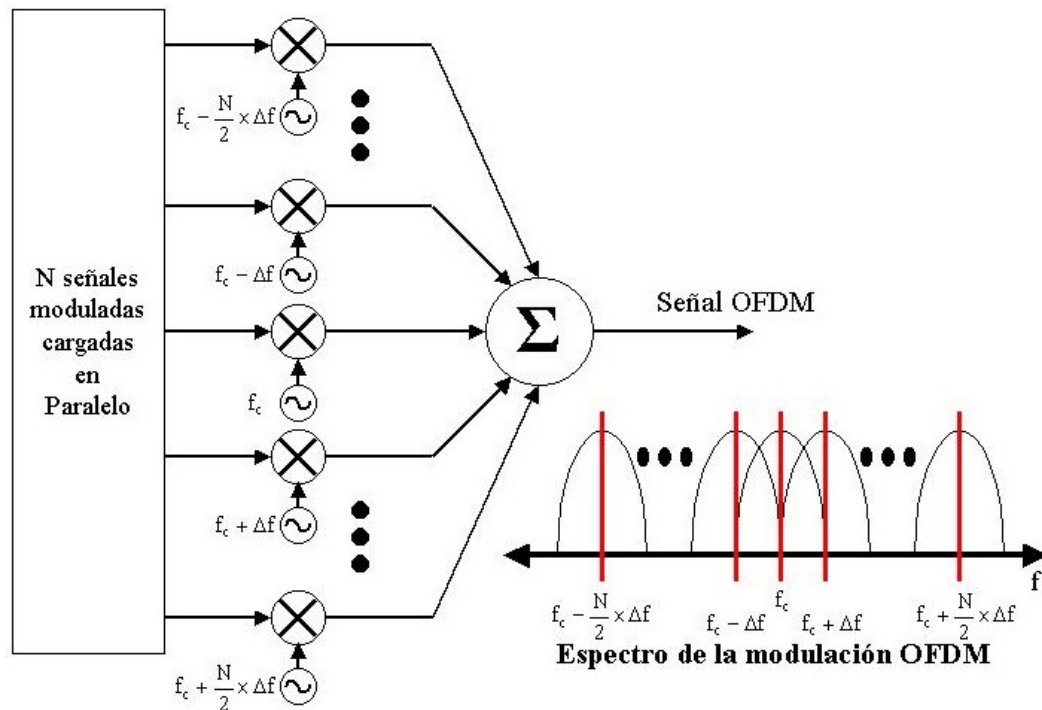 N señales
moduladas
cargadas
en
Paralelo
f_c − N/2 × Δf
f_c − Δf
f_c
f_c + Δf
f_c + N/2 × Δf
Σ
Señal OFDM
f
f_c − N/2 × Δf
f_c − Δf
f_c
f_c + Δf
f_c + N/2 × Δf
Espectro de la modulación OFDM